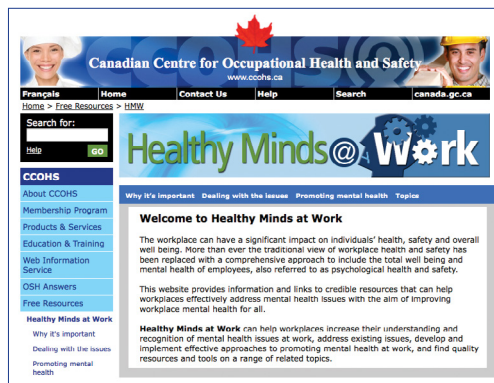 Canadian Centre for Occupational Health and Safety
www.ccohs.ca
Français Home Contact Us Help Search canada.gc.ca
Home > Free Resources > HMW
Search for:
Help GO
Healthy Minds@Work
CCOHS
About CCOHS
Membership Program
Products & Services
Education & Training
Web Information
Service
OSH Answers
Free Resources
Healthy Minds at Work
Why it's important
Dealing with the issues
Promoting mental
health
Why it's important Dealing with the issues Promoting mental health Topics
Welcome to Healthy Minds at Work
The workplace can have a significant impact on individuals' health, safety and overall
well being. More than ever the traditional view of workplace health and safety has
been replaced with a comprehensive approach to include the total well being and
mental health of employees, also referred to as psychological health and safety.
This website provides information and links to credible resources that can help
workplaces effectively address mental health issues with the aim of improving
workplace mental health for all.
Healthy Minds at Work can help workplaces increase their understanding and
recognition of mental health issues at work, address existing issues, develop and
implement effective approaches to promoting mental health at work, and find quality
resources and tools on a range of related topics.